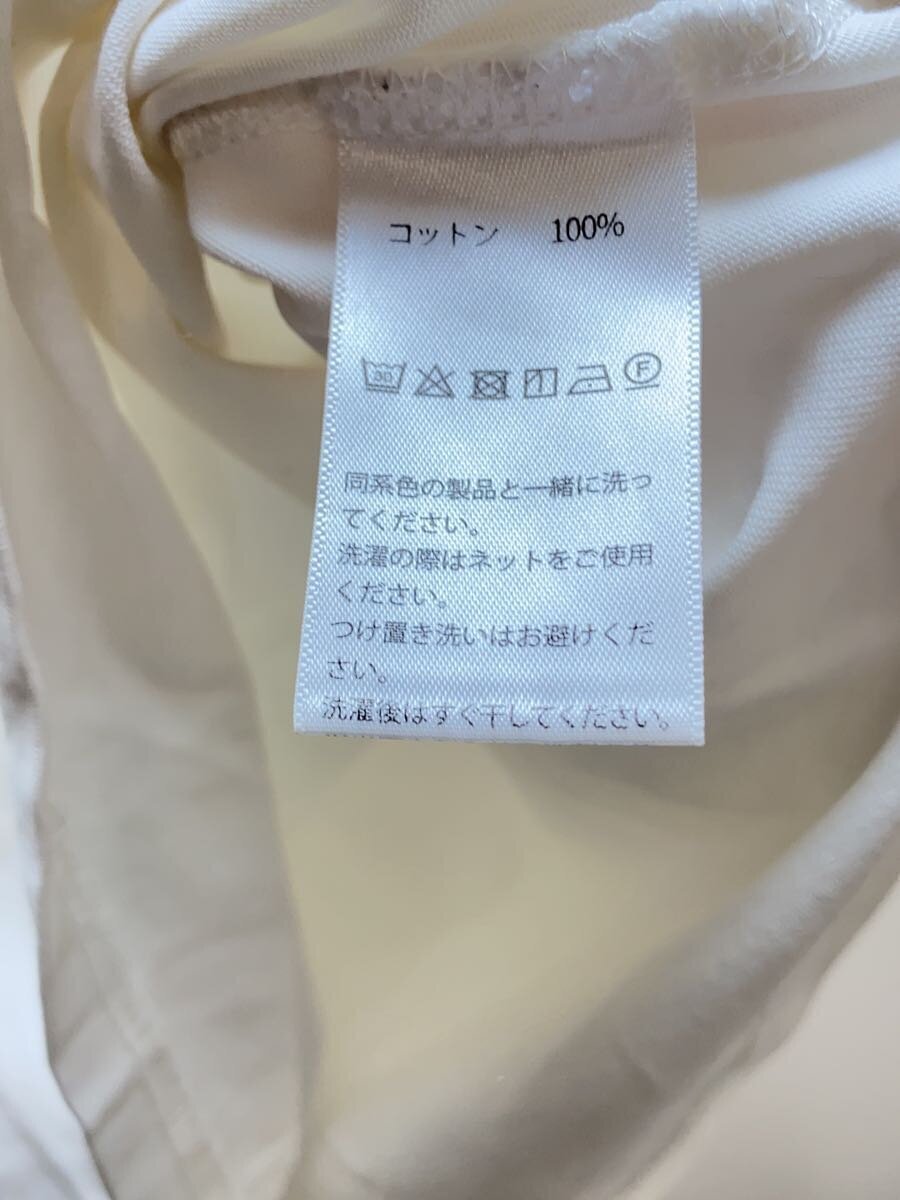 コットン 100%
30
F
同系色の製品と一緒に洗っ
てください。
洗濯の際はネットをご使用
ください。
つけ置き洗いはお避けくだ
さい。
洗濯後はすぐ干してください。